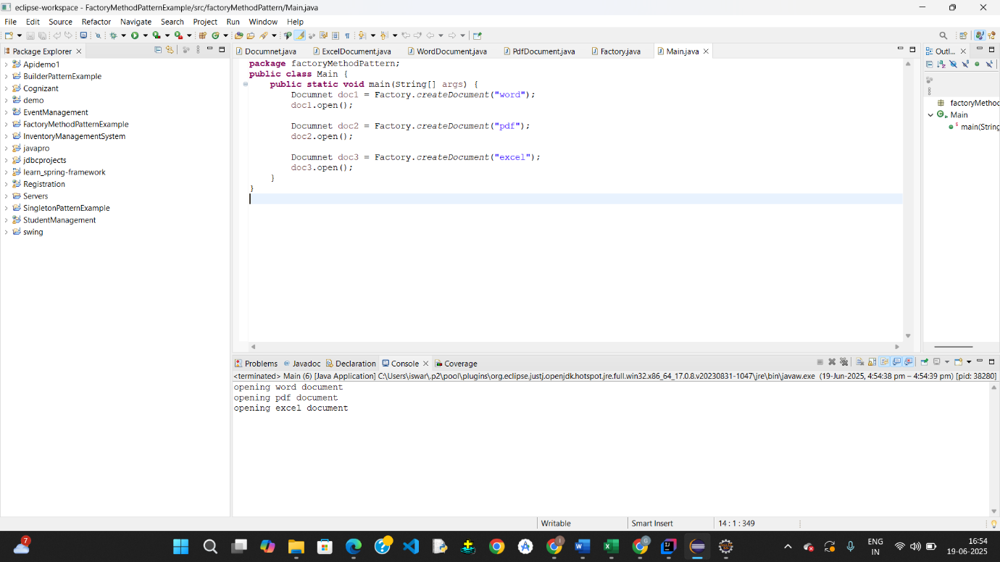 eclipse-workspace - FactoryMethodPatternExample/src/factoryMethodPattern/Main.java
File Edit Source Refactor Navigate Search Project Run Window Help
Package Explorer
Documnet.java ExcelDocument.java WordDocument.java PdfDocument.java Factory.java Main.java
Outl...
Apidemo1
BuilderPatternExample
Cognizant
demo
EventManagement
FactoryMethodPatternExample
InventoryManagementSystem
javapro
jdbcprojects
learn_spring-framework
Registration
Servers
SingletonPatternExample
StudentManagement
swing
package factoryMethodPattern;
public class Main {
public static void main(String[] args) {
Documnet doc1 = Factory.createDocument("word");
doc1.open();
Documnet doc2 = Factory.createDocument("pdf");
doc2.open();
Documnet doc3 = Factory.createDocument("excel");
doc3.open();
}
}
factoryMethod
Main
main(String
Problems Javadoc Declaration Console Coverage
<terminated> Main (6) [Java Application] C:\Users\iswar\.p2\pool\plugins\org.eclipse.justj.openjdk.hotspot.jre.full.win32.x86_64_17.0.8.v20230831-1047\jre\bin\javaw.exe (19-Jun-2025, 4:54:38 pm – 4:54:39 pm) [pid: 38280]
opening word document
opening pdf document
opening excel document
Writable Smart Insert 14 : 1 : 349
7
ENG
IN
16:54
19-06-2025